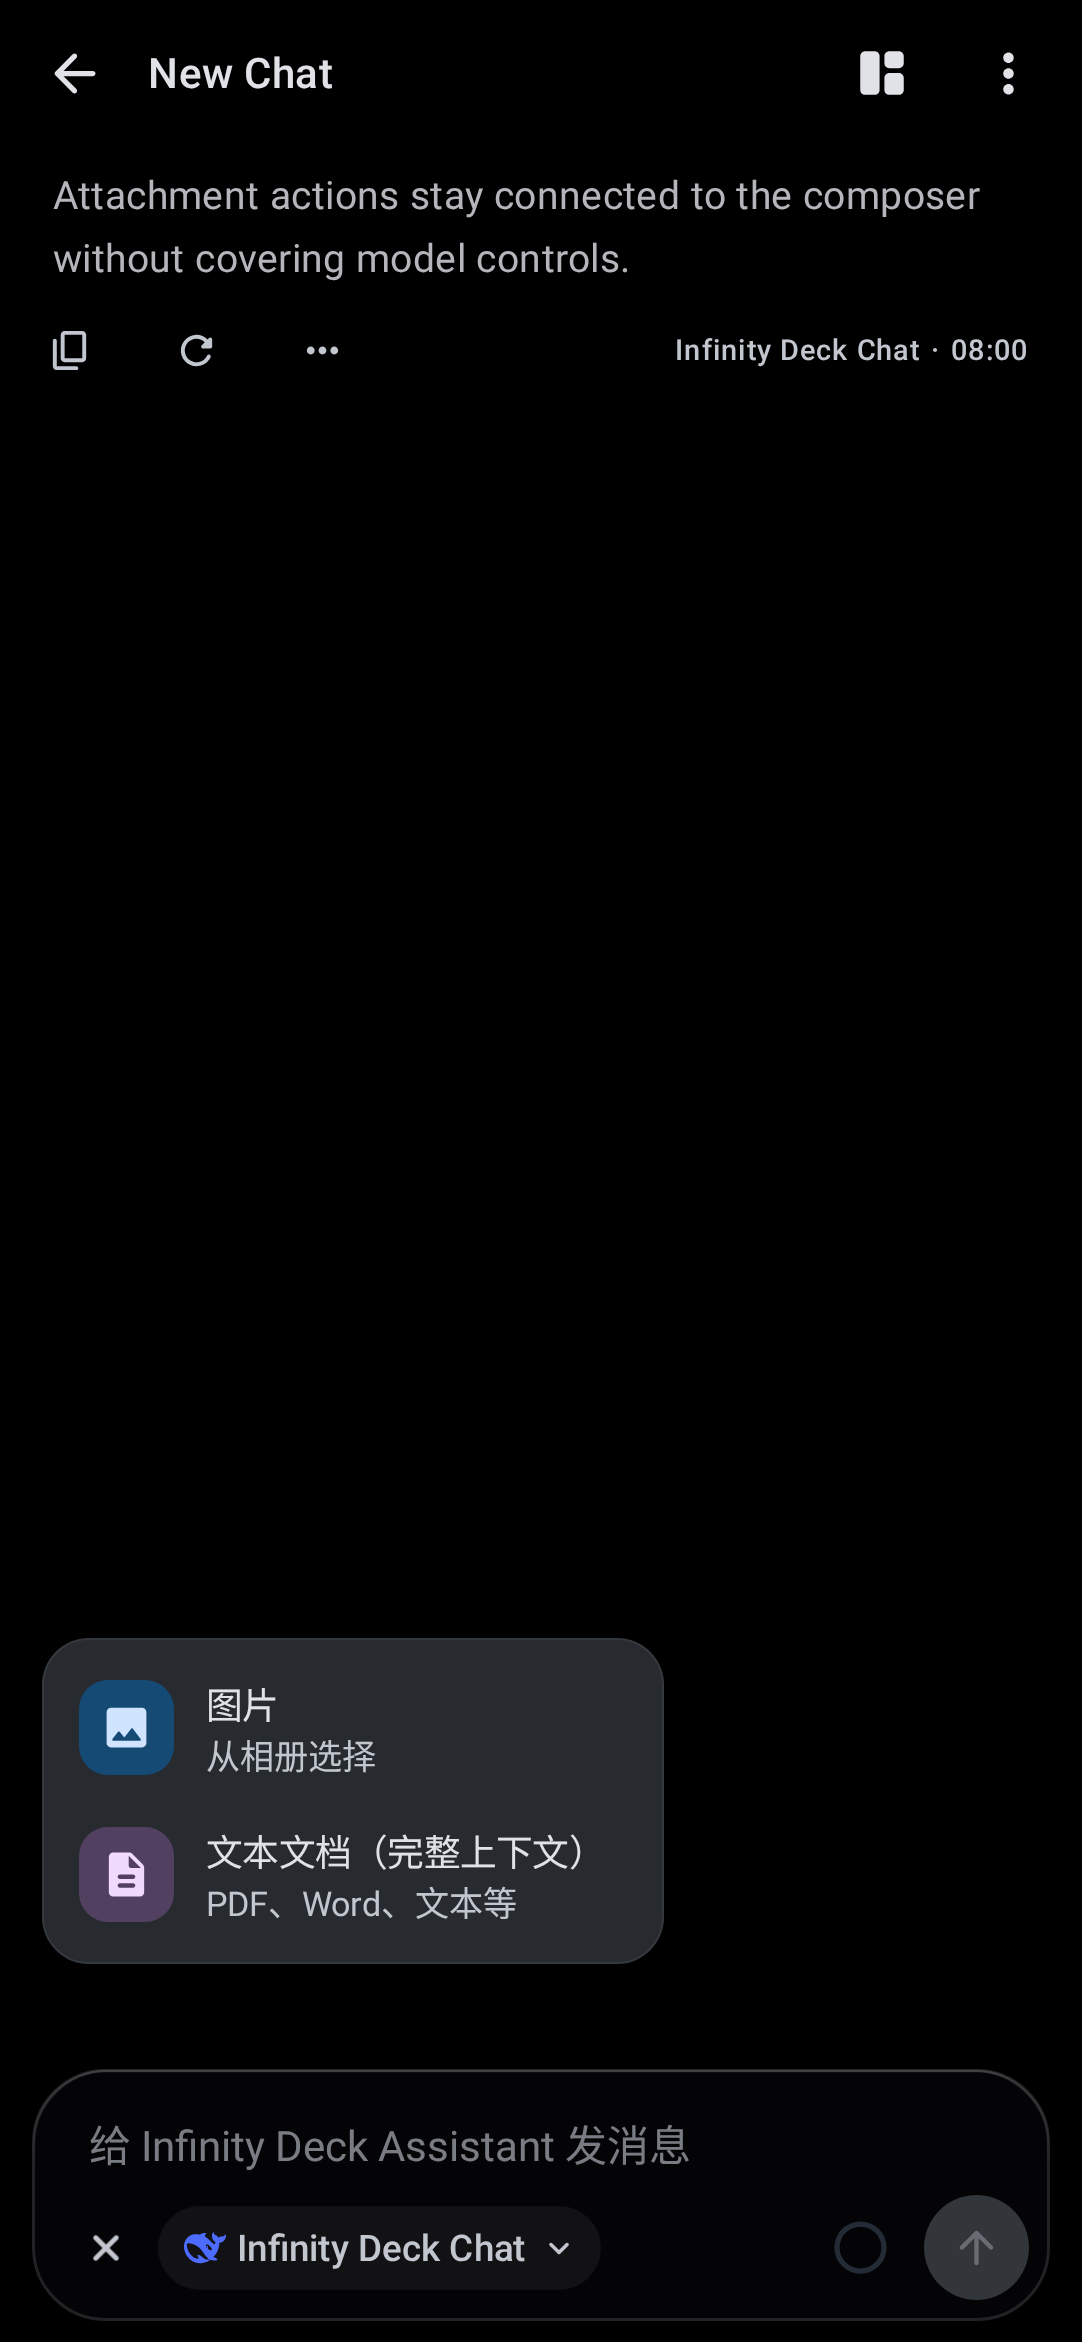 New Chat
Attachment actions stay connected to the composer
without covering model controls.
Infinity Deck Chat · 08:00
图片
从相册选择
文本文档（完整上下文）
PDF、Word、文本等
给 Infinity Deck Assistant 发消息
Infinity Deck Chat